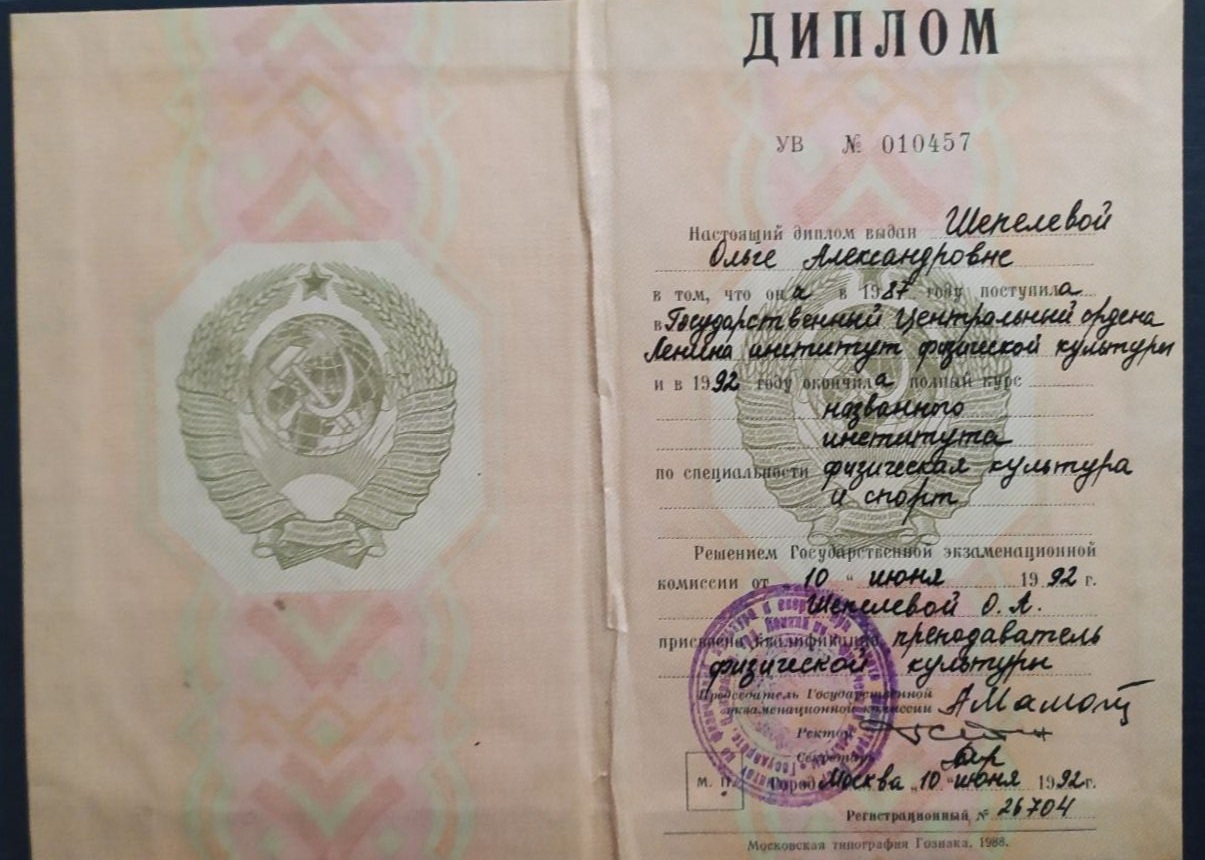 ДИПЛОМ
УВ № 010457
Настоящий диплом выдан Шепелевой
Ольге Александровне
в том, что она в 1987 году поступила
в Государственный Центральный ордена
Ленина институт физической культуры
и в 1992 году окончила полный курс
названного
института
по специальности физическая культура
и спорт
Решением Государственной экзаменационной
комиссии от „10“ июня 1992 г.
Шепелевой О. А.
присвоена квалификация преподаватель
физической культуры
Председатель Государственной
экзаменационной комиссии
Ректор
Секретарь
М. П. Город Москва „10“ июня 1992 г.
Регистрационный № 26704
Московская типография Гознака. 1988.